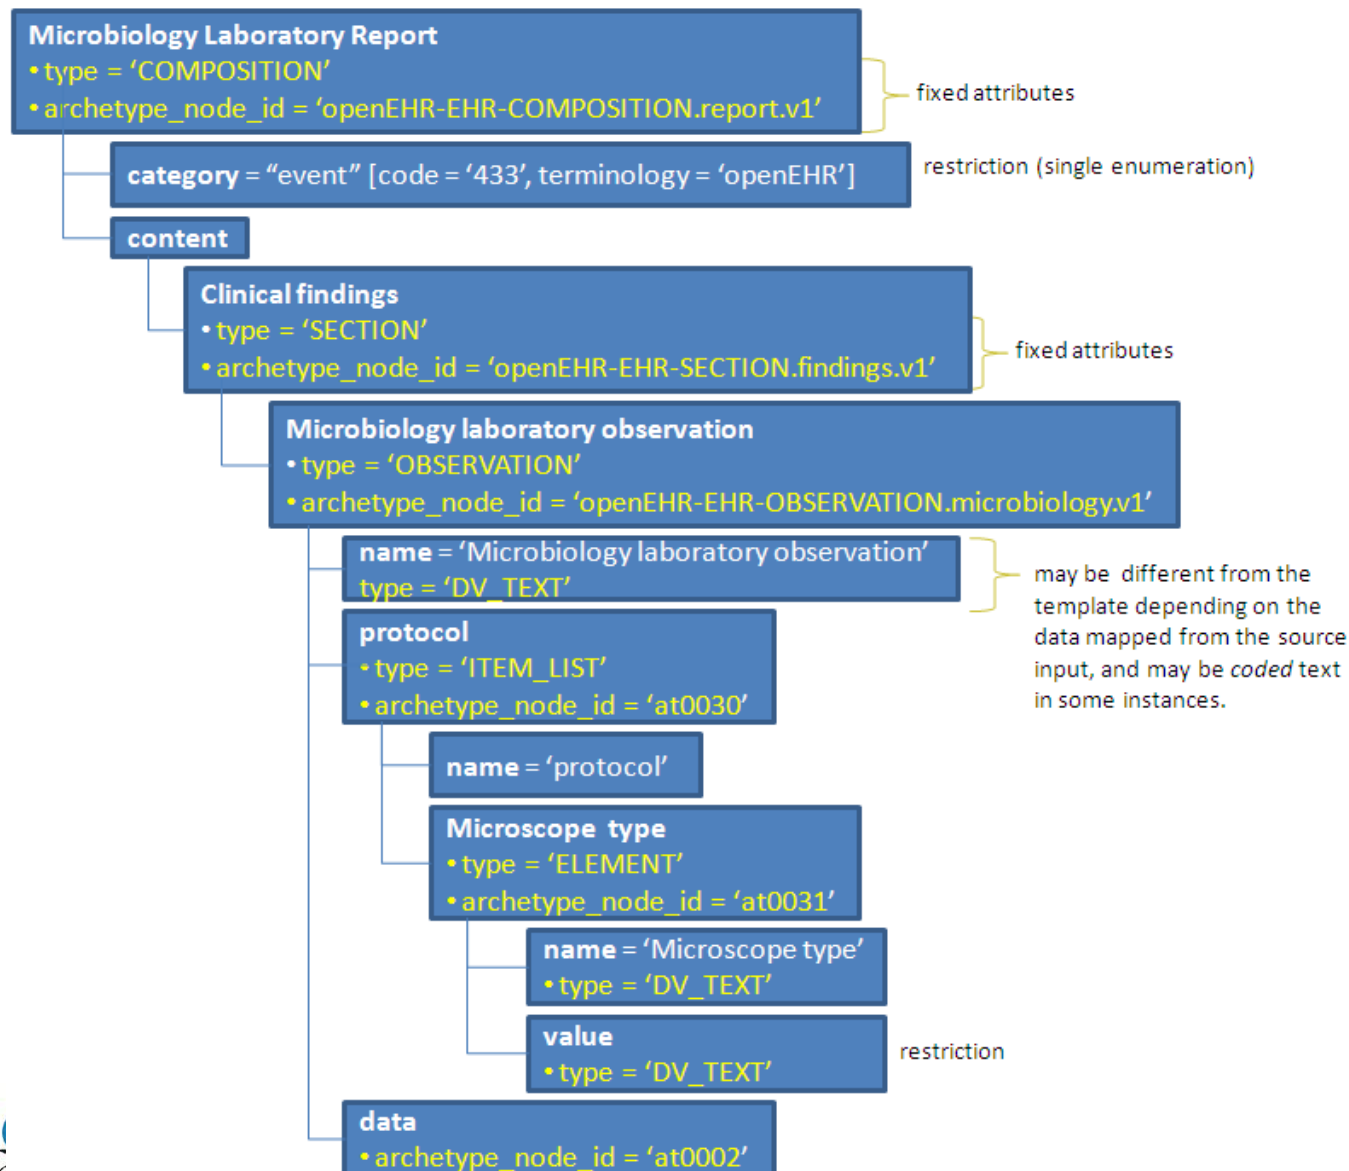 Microbiology Laboratory Report
• type = ‘COMPOSITION’
• archetype_node_id = ‘openEHR-EHR-COMPOSITION.report.v1’
fixed attributes
category = “event” [code = ‘433’, terminology = ‘openEHR’]
restriction (single enumeration)
content
Clinical findings
• type = ‘SECTION’
• archetype_node_id = ‘openEHR-EHR-SECTION.findings.v1’
fixed attributes
Microbiology laboratory observation
• type = ‘OBSERVATION’
• archetype_node_id = ‘openEHR-EHR-OBSERVATION.microbiology.v1’
name = ‘Microbiology laboratory observation’
type = ‘DV_TEXT’
may be different from the
template depending on the
data mapped from the source
input, and may be coded text
in some instances.
protocol
• type = ‘ITEM_LIST’
• archetype_node_id = ‘at0030’
name = ‘protocol’
Microscope type
• type = ‘ELEMENT’
• archetype_node_id = ‘at0031’
name = ‘Microscope type’
• type = ‘DV_TEXT’
value
• type = ‘DV_TEXT’
restriction
data
• archetype_node_id = ‘at0002’